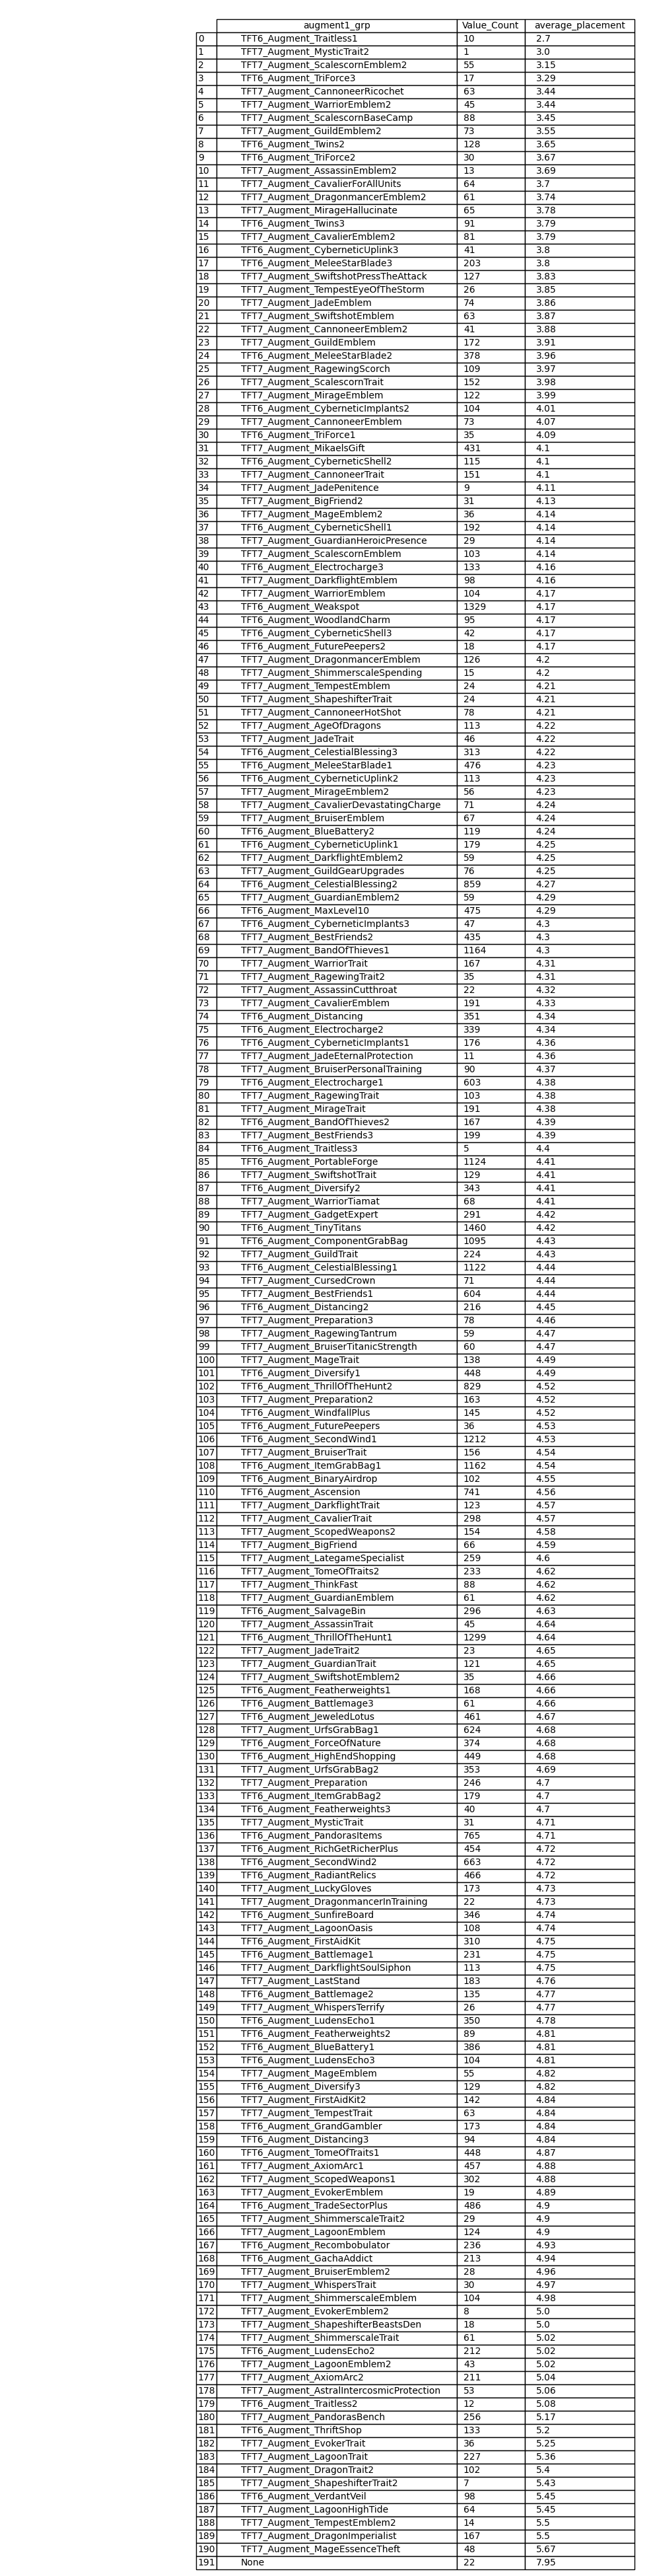 augment1_grp Value_Count average_placement
0 TFT6_Augment_Traitless1 10 2.7
1 TFT7_Augment_MysticTrait2 1 3.0
2 TFT7_Augment_ScalescornEmblem2 55 3.15
3 TFT6_Augment_TriForce3 17 3.29
4 TFT7_Augment_CannoneerRicochet 63 3.44
5 TFT7_Augment_WarriorEmblem2 45 3.44
6 TFT7_Augment_ScalescornBaseCamp 88 3.45
7 TFT7_Augment_GuildEmblem2 73 3.55
8 TFT6_Augment_Twins2 128 3.65
9 TFT6_Augment_TriForce2 30 3.67
10 TFT7_Augment_AssassinEmblem2 13 3.69
11 TFT7_Augment_CavalierForAllUnits 64 3.7
12 TFT7_Augment_DragonmancerEmblem2 61 3.74
13 TFT7_Augment_MirageHallucinate 65 3.78
14 TFT6_Augment_Twins3 91 3.79
15 TFT7_Augment_CavalierEmblem2 81 3.79
16 TFT6_Augment_CyberneticUplink3 41 3.8
17 TFT6_Augment_MeleeStarBlade3 203 3.8
18 TFT7_Augment_SwiftshotPressTheAttack 127 3.83
19 TFT7_Augment_TempestEyeOfTheStorm 26 3.85
20 TFT7_Augment_JadeEmblem 74 3.86
21 TFT7_Augment_SwiftshotEmblem 63 3.87
22 TFT7_Augment_CannoneerEmblem2 41 3.88
23 TFT7_Augment_GuildEmblem 172 3.91
24 TFT6_Augment_MeleeStarBlade2 378 3.96
25 TFT7_Augment_RagewingScorch 109 3.97
26 TFT7_Augment_ScalescornTrait 152 3.98
27 TFT7_Augment_MirageEmblem 122 3.99
28 TFT6_Augment_CyberneticImplants2 104 4.01
29 TFT7_Augment_CannoneerEmblem 73 4.07
30 TFT6_Augment_TriForce1 35 4.09
31 TFT7_Augment_MikaelsGift 431 4.1
32 TFT6_Augment_CyberneticShell2 115 4.1
33 TFT7_Augment_CannoneerTrait 151 4.1
34 TFT7_Augment_JadePenitence 9 4.11
35 TFT7_Augment_BigFriend2 31 4.13
36 TFT7_Augment_MageEmblem2 36 4.14
37 TFT6_Augment_CyberneticShell1 192 4.14
38 TFT7_Augment_GuardianHeroicPresence 29 4.14
39 TFT7_Augment_ScalescornEmblem 103 4.14
40 TFT6_Augment_Electrocharge3 133 4.16
41 TFT7_Augment_DarkflightEmblem 98 4.16
42 TFT7_Augment_WarriorEmblem 104 4.17
43 TFT6_Augment_Weakspot 1329 4.17
44 TFT6_Augment_WoodlandCharm 95 4.17
45 TFT6_Augment_CyberneticShell3 42 4.17
46 TFT7_Augment_FuturePeepers2 18 4.17
47 TFT7_Augment_DragonmancerEmblem 126 4.2
48 TFT7_Augment_ShimmerscaleSpending 15 4.2
49 TFT7_Augment_TempestEmblem 24 4.21
50 TFT7_Augment_ShapeshifterTrait 24 4.21
51 TFT7_Augment_CannoneerHotShot 78 4.21
52 TFT7_Augment_AgeOfDragons 113 4.22
53 TFT7_Augment_JadeTrait 46 4.22
54 TFT6_Augment_CelestialBlessing3 313 4.22
55 TFT6_Augment_MeleeStarBlade1 476 4.23
56 TFT6_Augment_CyberneticUplink2 113 4.23
57 TFT7_Augment_MirageEmblem2 56 4.23
58 TFT7_Augment_CavalierDevastatingCharge 71 4.24
59 TFT7_Augment_BruiserEmblem 67 4.24
60 TFT6_Augment_BlueBattery2 119 4.24
61 TFT6_Augment_CyberneticUplink1 179 4.25
62 TFT7_Augment_DarkflightEmblem2 59 4.25
63 TFT7_Augment_GuildGearUpgrades 76 4.25
64 TFT6_Augment_CelestialBlessing2 859 4.27
65 TFT7_Augment_GuardianEmblem2 59 4.29
66 TFT6_Augment_MaxLevel10 475 4.29
67 TFT6_Augment_CyberneticImplants3 47 4.3
68 TFT7_Augment_BestFriends2 435 4.3
69 TFT6_Augment_BandOfThieves1 1164 4.3
70 TFT7_Augment_WarriorTrait 167 4.31
71 TFT7_Augment_RagewingTrait2 35 4.31
72 TFT7_Augment_AssassinCutthroat 22 4.32
73 TFT7_Augment_CavalierEmblem 191 4.33
74 TFT6_Augment_Distancing 351 4.34
75 TFT6_Augment_Electrocharge2 339 4.34
76 TFT6_Augment_CyberneticImplants1 176 4.36
77 TFT7_Augment_JadeEternalProtection 11 4.36
78 TFT7_Augment_BruiserPersonalTraining 90 4.37
79 TFT6_Augment_Electrocharge1 603 4.38
80 TFT7_Augment_RagewingTrait 103 4.38
81 TFT7_Augment_MirageTrait 191 4.38
82 TFT6_Augment_BandOfThieves2 167 4.39
83 TFT7_Augment_BestFriends3 199 4.39
84 TFT6_Augment_Traitless3 5 4.4
85 TFT6_Augment_PortableForge 1124 4.41
86 TFT7_Augment_SwiftshotTrait 129 4.41
87 TFT6_Augment_Diversify2 343 4.41
88 TFT7_Augment_WarriorTiamat 68 4.41
89 TFT7_Augment_GadgetExpert 291 4.42
90 TFT6_Augment_TinyTitans 1460 4.42
91 TFT6_Augment_ComponentGrabBag 1095 4.43
92 TFT7_Augment_GuildTrait 224 4.43
93 TFT6_Augment_CelestialBlessing1 1122 4.44
94 TFT7_Augment_CursedCrown 71 4.44
95 TFT7_Augment_BestFriends1 604 4.44
96 TFT6_Augment_Distancing2 216 4.45
97 TFT7_Augment_Preparation3 78 4.46
98 TFT7_Augment_RagewingTantrum 59 4.47
99 TFT7_Augment_BruiserTitanicStrength 60 4.47
100 TFT7_Augment_MageTrait 138 4.49
101 TFT6_Augment_Diversify1 448 4.49
102 TFT6_Augment_ThrillOfTheHunt2 829 4.52
103 TFT7_Augment_Preparation2 163 4.52
104 TFT6_Augment_WindfallPlus 145 4.52
105 TFT7_Augment_FuturePeepers 36 4.53
106 TFT6_Augment_SecondWind1 1212 4.53
107 TFT7_Augment_BruiserTrait 156 4.54
108 TFT6_Augment_ItemGrabBag1 1162 4.54
109 TFT6_Augment_BinaryAirdrop 102 4.55
110 TFT6_Augment_Ascension 741 4.56
111 TFT7_Augment_DarkflightTrait 123 4.57
112 TFT7_Augment_CavalierTrait 298 4.57
113 TFT7_Augment_ScopedWeapons2 154 4.58
114 TFT7_Augment_BigFriend 66 4.59
115 TFT7_Augment_LategameSpecialist 259 4.6
116 TFT6_Augment_TomeOfTraits2 233 4.62
117 TFT7_Augment_ThinkFast 88 4.62
118 TFT7_Augment_GuardianEmblem 61 4.62
119 TFT6_Augment_SalvageBin 296 4.63
120 TFT7_Augment_AssassinTrait 45 4.64
121 TFT6_Augment_ThrillOfTheHunt1 1299 4.64
122 TFT7_Augment_JadeTrait2 23 4.65
123 TFT7_Augment_GuardianTrait 121 4.65
124 TFT7_Augment_SwiftshotEmblem2 35 4.66
125 TFT6_Augment_Featherweights1 168 4.66
126 TFT6_Augment_Battlemage3 61 4.66
127 TFT6_Augment_JeweledLotus 461 4.67
128 TFT7_Augment_UrfsGrabBag1 624 4.68
129 TFT6_Augment_ForceOfNature 374 4.68
130 TFT6_Augment_HighEndShopping 449 4.68
131 TFT7_Augment_UrfsGrabBag2 353 4.69
132 TFT7_Augment_Preparation 246 4.7
133 TFT6_Augment_ItemGrabBag2 179 4.7
134 TFT6_Augment_Featherweights3 40 4.7
135 TFT7_Augment_MysticTrait 31 4.71
136 TFT6_Augment_PandorasItems 765 4.71
137 TFT6_Augment_RichGetRicherPlus 454 4.72
138 TFT6_Augment_SecondWind2 663 4.72
139 TFT6_Augment_RadiantRelics 466 4.72
140 TFT7_Augment_LuckyGloves 173 4.73
141 TFT7_Augment_DragonmancerInTraining 22 4.73
142 TFT6_Augment_SunfireBoard 346 4.74
143 TFT7_Augment_LagoonOasis 108 4.74
144 TFT6_Augment_FirstAidKit 310 4.75
145 TFT6_Augment_Battlemage1 231 4.75
146 TFT7_Augment_DarkflightSoulSiphon 113 4.75
147 TFT7_Augment_LastStand 183 4.76
148 TFT6_Augment_Battlemage2 135 4.77
149 TFT7_Augment_WhispersTerrify 26 4.77
150 TFT6_Augment_LudensEcho1 350 4.78
151 TFT6_Augment_Featherweights2 89 4.81
152 TFT6_Augment_BlueBattery1 386 4.81
153 TFT6_Augment_LudensEcho3 104 4.81
154 TFT7_Augment_MageEmblem 55 4.82
155 TFT6_Augment_Diversify3 129 4.82
156 TFT7_Augment_FirstAidKit2 142 4.84
157 TFT7_Augment_TempestTrait 63 4.84
158 TFT6_Augment_GrandGambler 173 4.84
159 TFT6_Augment_Distancing3 94 4.84
160 TFT6_Augment_TomeOfTraits1 448 4.87
161 TFT7_Augment_AxiomArc1 457 4.88
162 TFT7_Augment_ScopedWeapons1 302 4.88
163 TFT7_Augment_EvokerEmblem 19 4.89
164 TFT6_Augment_TradeSectorPlus 486 4.9
165 TFT7_Augment_ShimmerscaleTrait2 29 4.9
166 TFT7_Augment_LagoonEmblem 124 4.9
167 TFT6_Augment_Recombobulator 236 4.93
168 TFT6_Augment_GachaAddict 213 4.94
169 TFT7_Augment_BruiserEmblem2 28 4.96
170 TFT7_Augment_WhispersTrait 30 4.97
171 TFT7_Augment_ShimmerscaleEmblem 104 4.98
172 TFT7_Augment_EvokerEmblem2 8 5.0
173 TFT7_Augment_ShapeshifterBeastsDen 18 5.0
174 TFT7_Augment_ShimmerscaleTrait 61 5.02
175 TFT6_Augment_LudensEcho2 212 5.02
176 TFT7_Augment_LagoonEmblem2 43 5.02
177 TFT7_Augment_AxiomArc2 211 5.04
178 TFT7_Augment_AstralIntercosmicProtection 53 5.06
179 TFT6_Augment_Traitless2 12 5.08
180 TFT7_Augment_PandorasBench 256 5.17
181 TFT6_Augment_ThriftShop 133 5.2
182 TFT7_Augment_EvokerTrait 36 5.25
183 TFT7_Augment_LagoonTrait 227 5.36
184 TFT7_Augment_DragonTrait2 102 5.4
185 TFT7_Augment_ShapeshifterTrait2 7 5.43
186 TFT6_Augment_VerdantVeil 98 5.45
187 TFT7_Augment_LagoonHighTide 64 5.45
188 TFT7_Augment_TempestEmblem2 14 5.5
189 TFT7_Augment_DragonImperialist 167 5.5
190 TFT7_Augment_MageEssenceTheft 48 5.67
191 None 22 7.95